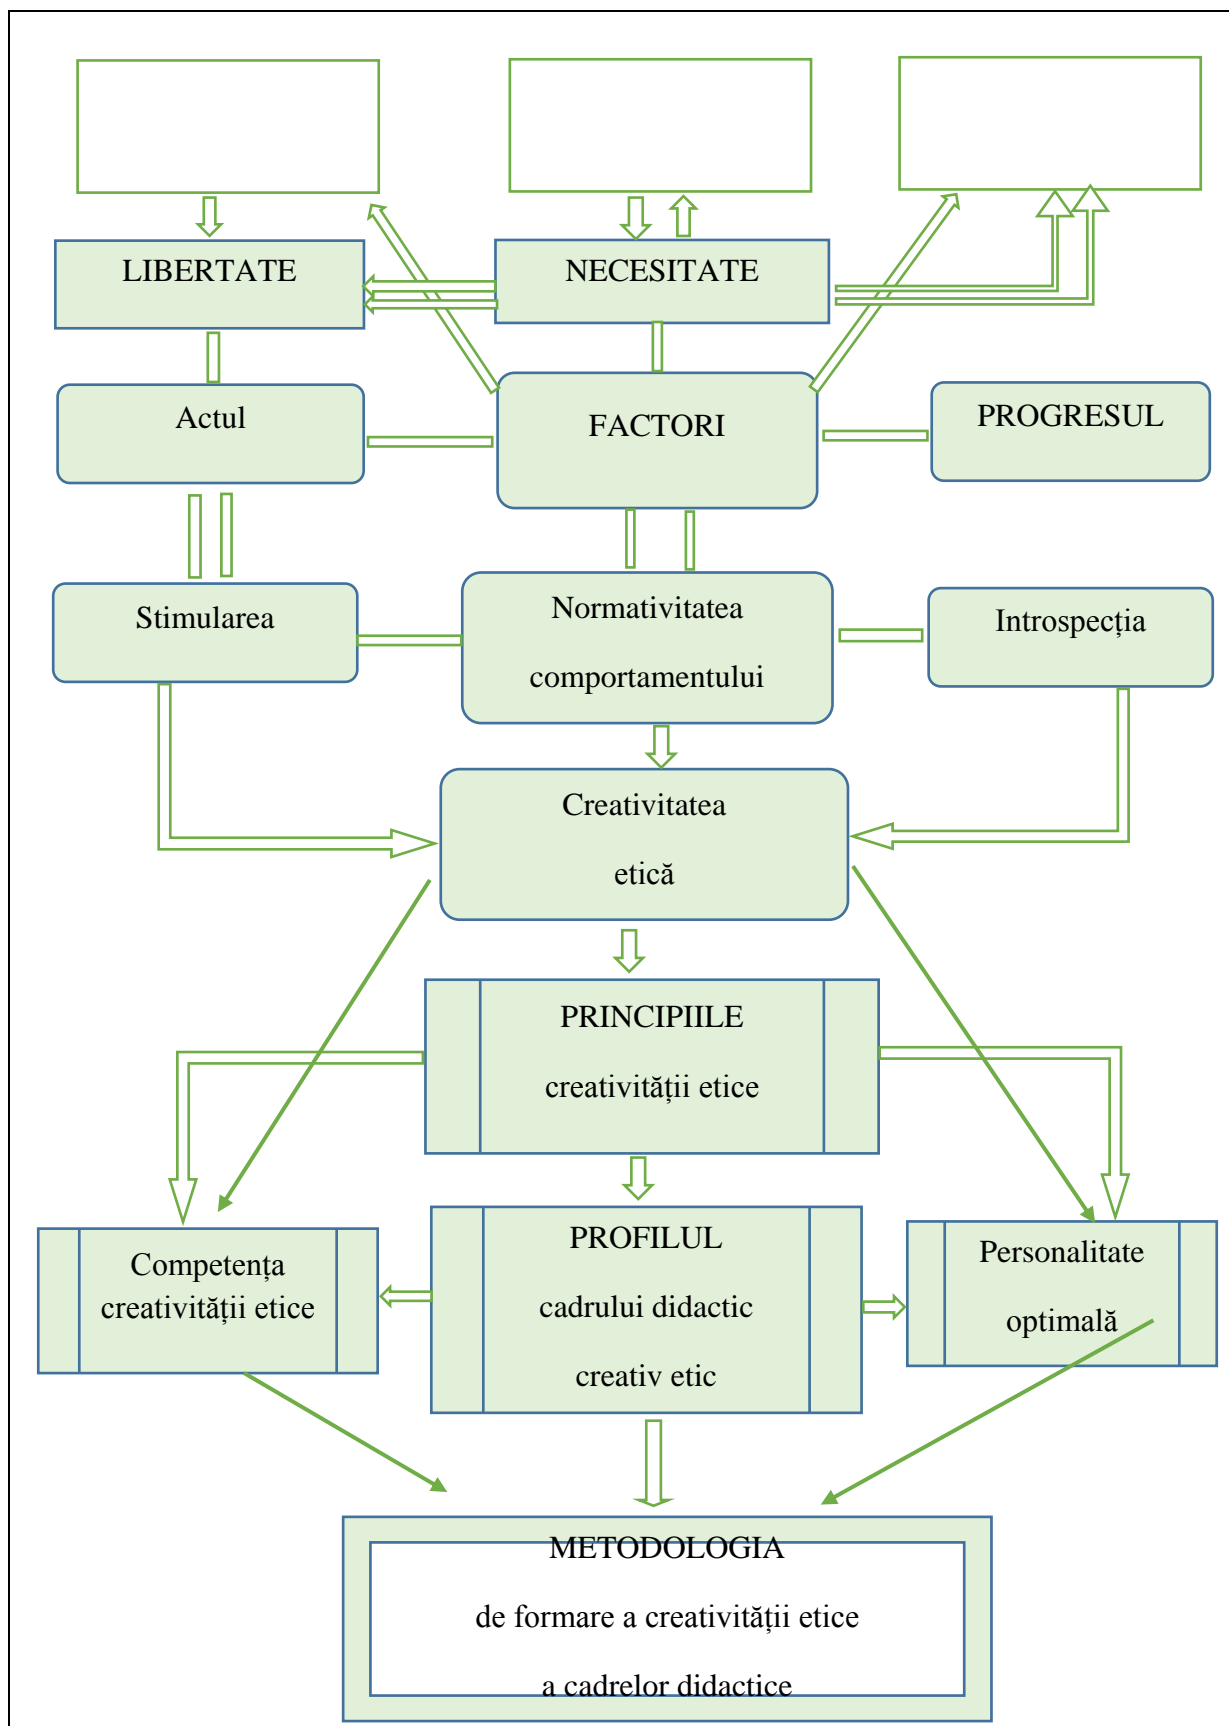 LIBERTATE
NECESITATE
Actul
FACTORI
PROGRESUL
Stimularea
Normativitatea
comportamentului
Introspecția
Creativitatea
etică
PRINCIPIILE
creativității etice
Competența
creativității etice
PROFILUL
cadrului didactic
creativ etic
Personalitate
optimală
METODOLOGIA
de formare a creativității etice
a cadrelor didactice